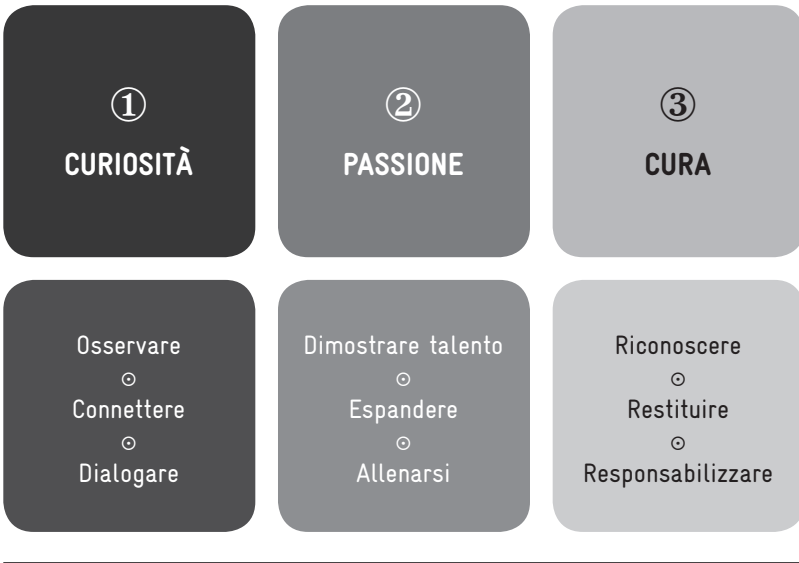 ①
CURIOSITÀ
②
PASSIONE
③
CURA
Osservare
⊙
Connettere
⊙
Dialogare
Dimostrare talento
⊙
Espandere
⊙
Allenarsi
Riconoscere
⊙
Restituire
⊙
Responsabilizzare